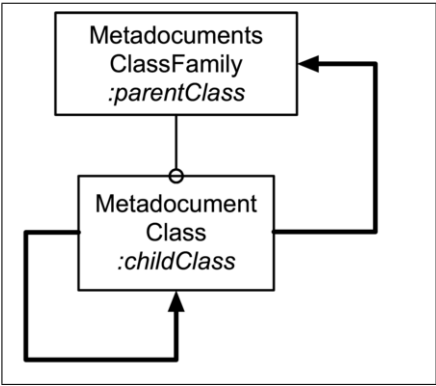 Metadocuments
ClassFamily
:parentClass
Metadocument
Class
:childClass